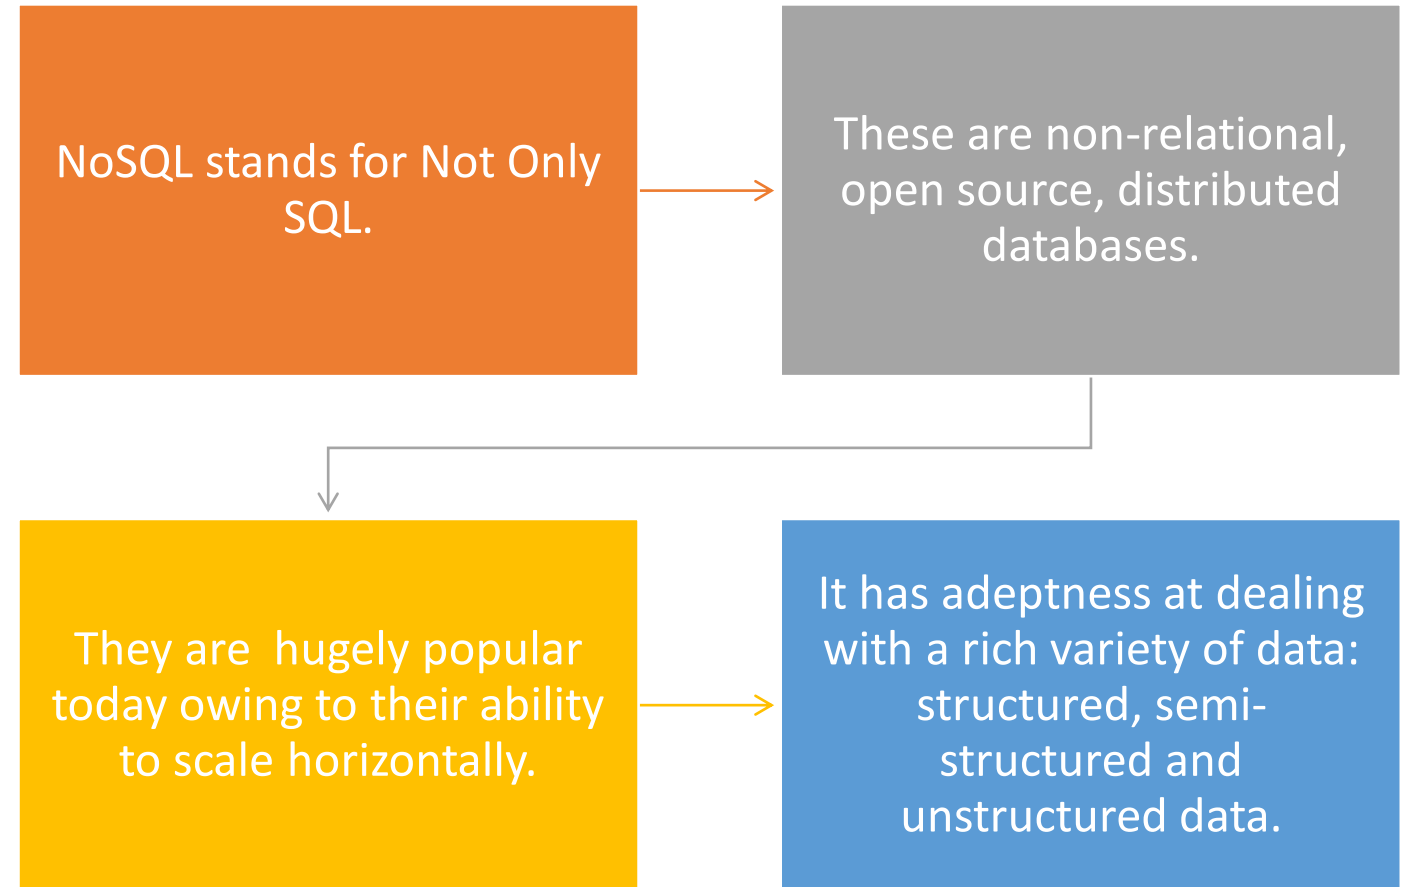 NoSQL stands for Not Only
SQL.
These are non-relational,
open source, distributed
databases.
They are  hugely popular
today owing to their ability
to scale horizontally.
It has adeptness at dealing
with a rich variety of data:
structured, semi-
structured and
unstructured data.